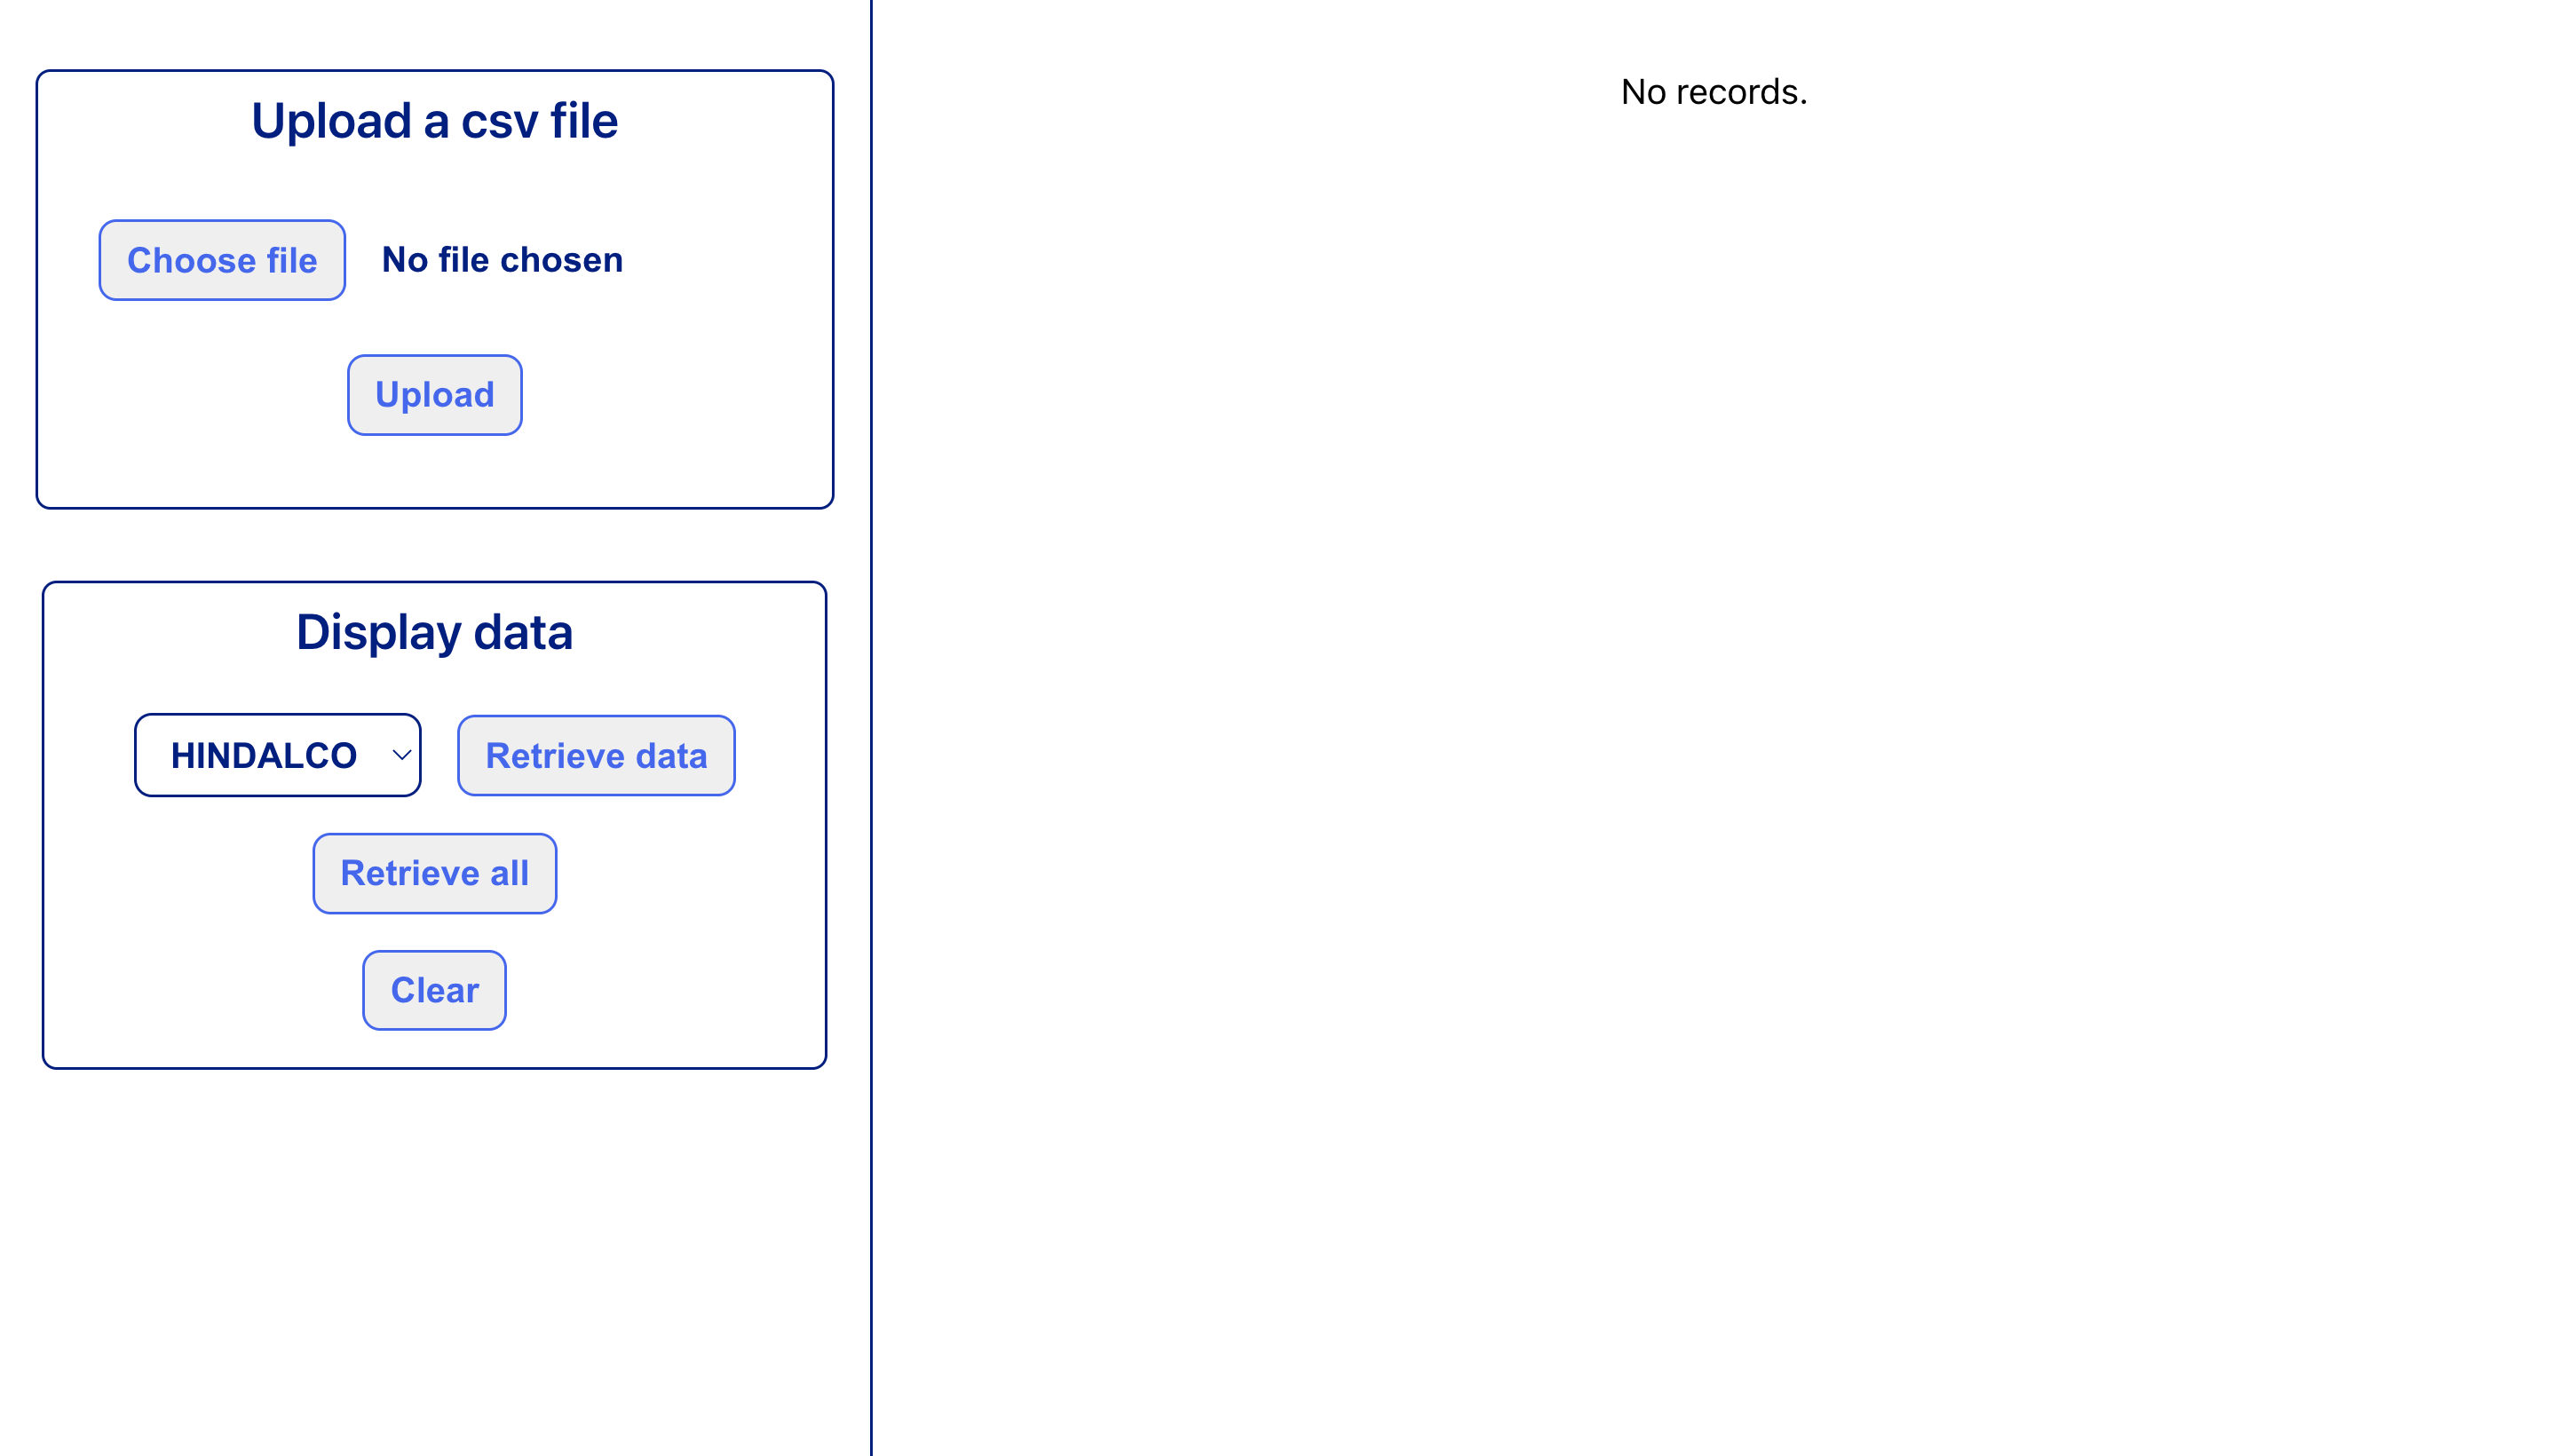 Upload a csv file
Choose file No file chosen
Upload
Display data
HINDALCO Retrieve data
Retrieve all
Clear
No records.